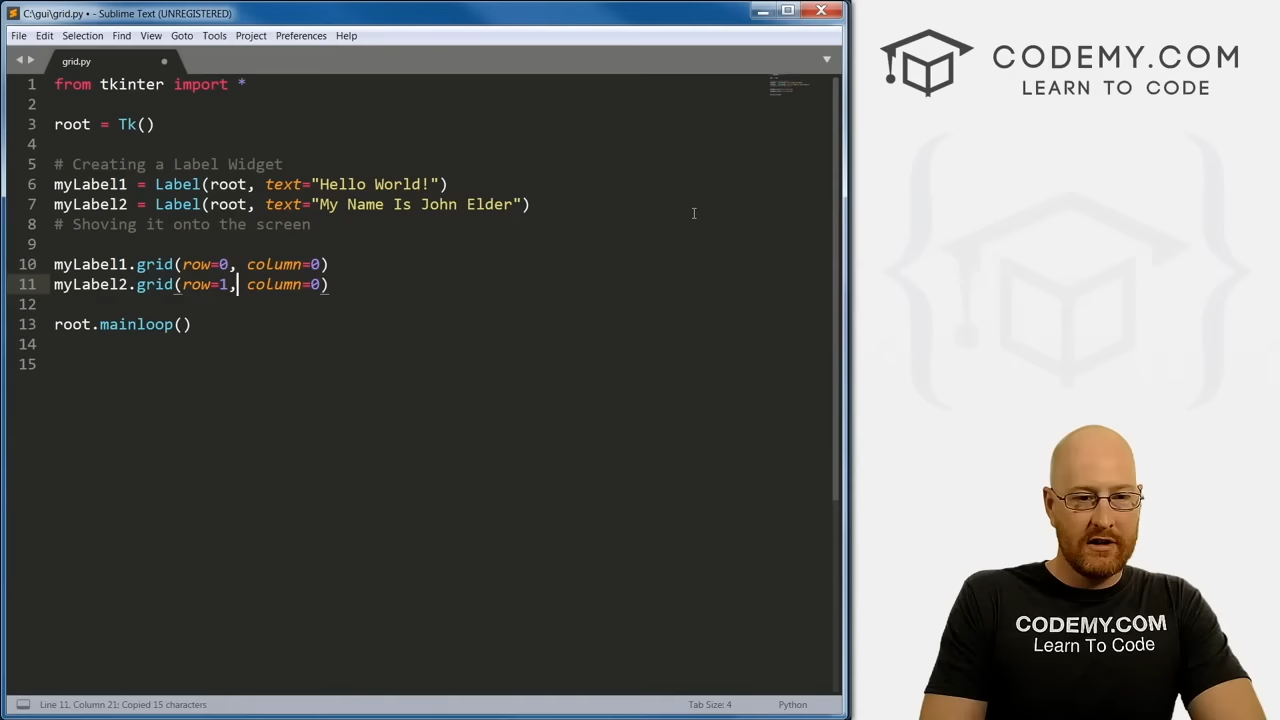 C:\gui\grid.py • - Sublime Text (UNREGISTERED)
File Edit Selection Find View Goto Tools Project Preferences Help
grid.py
1 from tkinter import *
2
3 root = Tk()
4
5 # Creating a Label Widget
6 myLabel1 = Label(root, text="Hello World!")
7 myLabel2 = Label(root, text="My Name Is John Elder")
8 # Shoving it onto the screen
9
10 myLabel1.grid(row=0, column=0)
11 myLabel2.grid(row=1, column=0)
12
13 root.mainloop()
14
15
Line 11, Column 21; Copied 15 characters
Tab Size: 4
Python
CODEMY.COM
LEARN TO CODE
CODEMY.COM
Learn To Code